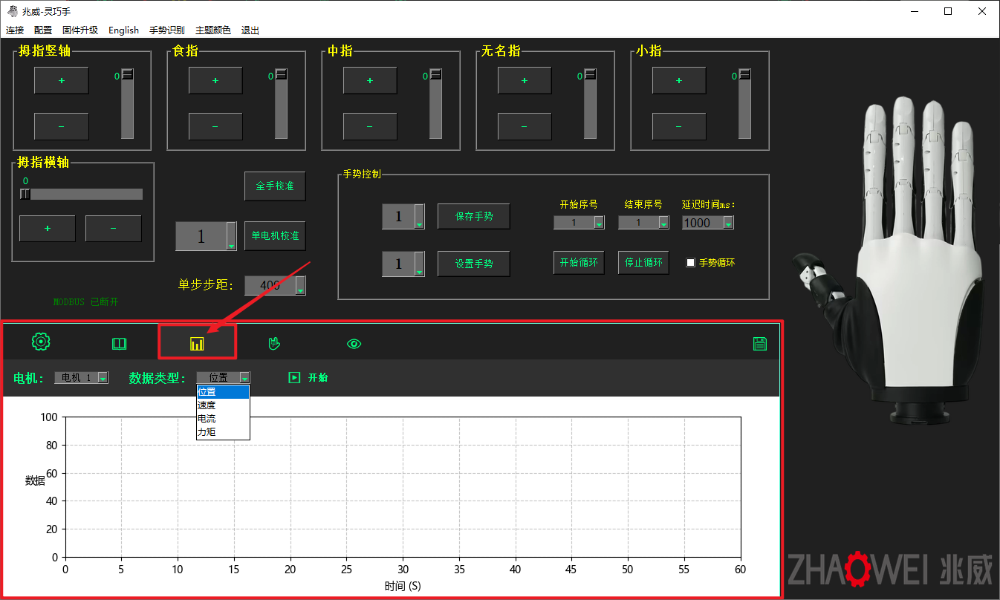 兆威-灵巧手
连接 配置 固件升级 English 手势识别 主题颜色 退出
拇指竖轴 食指 中指 无名指 小指
+ 0 + 0 + 0 + 0 + 0
- - - - -
拇指横轴
0
+ -
全手校准
1 单电机校准
单步步距： 400
MODBUS 已断开
手势控制
1 保存手势
1 设置手势
开始序号 结束序号 延迟时间ms：
1 1 1000
开始循环 停止循环 手势循环
电机： 电机 1 数据类型： 位置 开始
位置
速度
电流
力矩
100
80
60
40
20
0
数据
0 5 10 15 20 25 30 35 40 45 50 55 60
时间 (S)
ZHAOWEI 兆威